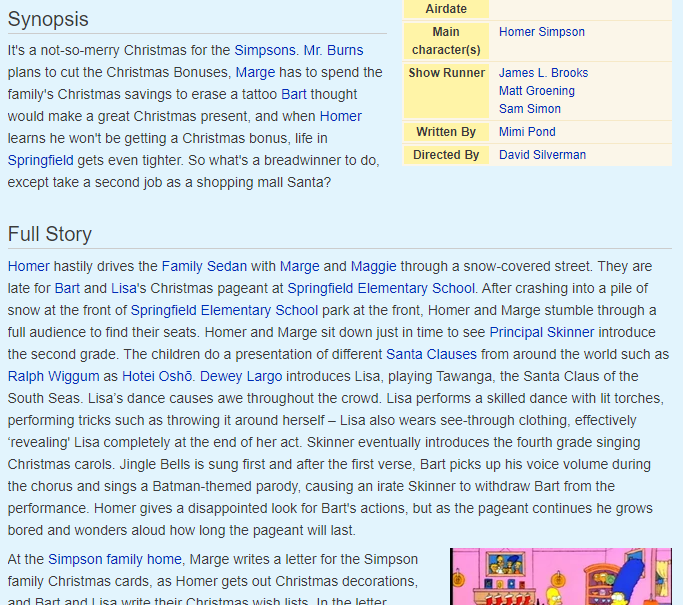 Synopsis
It's a not-so-merry Christmas for the Simpsons. Mr. Burns
plans to cut the Christmas Bonuses, Marge has to spend the
family's Christmas savings to erase a tattoo Bart thought
would make a great Christmas present, and when Homer
learns he won't be getting a Christmas bonus, life in
Springfield gets even tighter. So what's a breadwinner to do,
except take a second job as a shopping mall Santa?
Airdate
Main
character(s)
Homer Simpson
Show Runner
James L. Brooks
Matt Groening
Sam Simon
Written By
Mimi Pond
Directed By
David Silverman
Full Story
Homer hastily drives the Family Sedan with Marge and Maggie through a snow-covered street. They are
late for Bart and Lisa's Christmas pageant at Springfield Elementary School. After crashing into a pile of
snow at the front of Springfield Elementary School park at the front, Homer and Marge stumble through a
full audience to find their seats. Homer and Marge sit down just in time to see Principal Skinner introduce
the second grade. The children do a presentation of different Santa Clauses from around the world such as
Ralph Wiggum as Hotei Oshō. Dewey Largo introduces Lisa, playing Tawanga, the Santa Claus of the
South Seas. Lisa’s dance causes awe throughout the crowd. Lisa performs a skilled dance with lit torches,
performing tricks such as throwing it around herself – Lisa also wears see-through clothing, effectively
‘revealing' Lisa completely at the end of her act. Skinner eventually introduces the fourth grade singing
Christmas carols. Jingle Bells is sung first and after the first verse, Bart picks up his voice volume during
the chorus and sings a Batman-themed parody, causing an irate Skinner to withdraw Bart from the
performance. Homer gives a disappointed look for Bart's actions, but as the pageant continues he grows
bored and wonders aloud how long the pageant will last.
At the Simpson family home, Marge writes a letter for the Simpson
family Christmas cards, as Homer gets out Christmas decorations,
and Bart and Lisa write their Christmas wish lists. In the letter